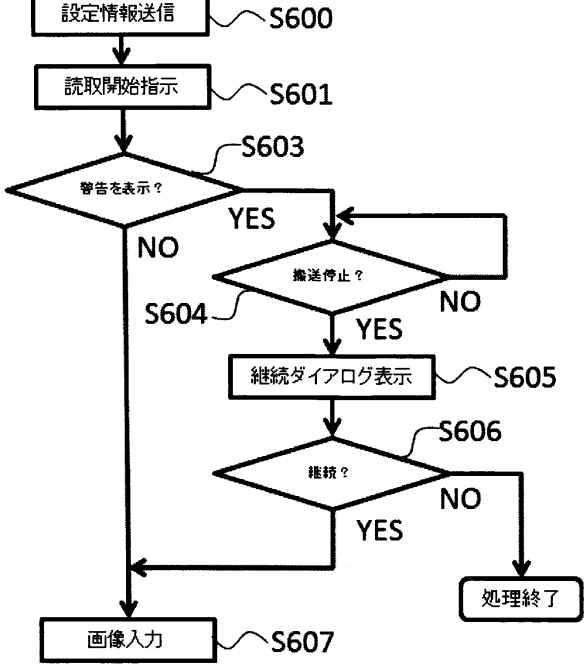 設定情報送信
S600
読取開始指示
S601
S603
警告を表示？
YES
NO
搬送停止？
NO
S604
YES
継続ダイアログ表示
S605
S606
継続？
NO
YES
処理終了
画像入力
S607